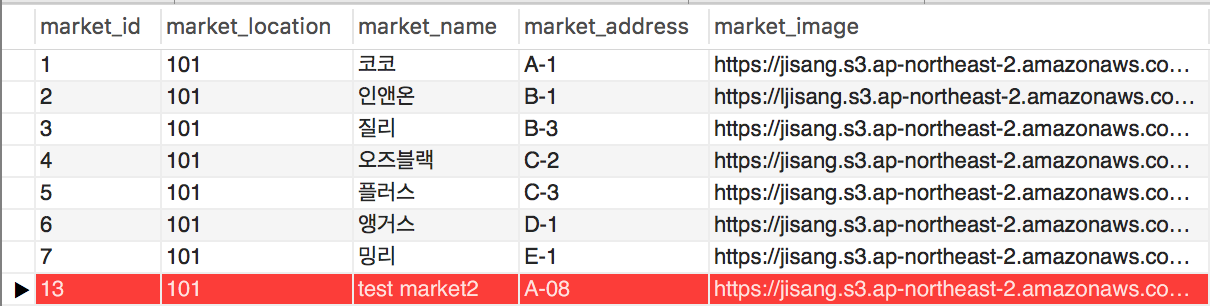 market_id market_location market_name market_address market_image
1 101 코코 A-1 https://jisang.s3.ap-northeast-2.amazonaws.co…
2 101 인앤온 B-1 https://ljisang.s3.ap-northeast-2.amazonaws.co…
3 101 질리 B-3 https://jisang.s3.ap-northeast-2.amazonaws.co…
4 101 오즈블랙 C-2 https://jisang.s3.ap-northeast-2.amazonaws.co…
5 101 플러스 C-3 https://jisang.s3.ap-northeast-2.amazonaws.co…
6 101 앵거스 D-1 https://jisang.s3.ap-northeast-2.amazonaws.co…
7 101 밍리 E-1 https://jisang.s3.ap-northeast-2.amazonaws.co…
13 101 test market2 A-08 https://jisang.s3.ap-northeast-2.amazonaws.co…